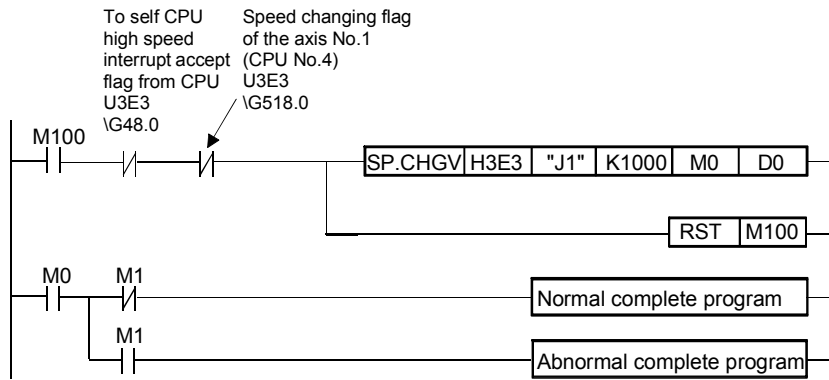 To self CPU
high speed
interrupt accept
flag from CPU
U3E3
\G48.0
Speed changing flag
of the axis No.1
(CPU No.4)
U3E3
\G518.0
M100
SP.CHGV H3E3 "J1" K1000 M0 D0
RST M100
M0 M1
Normal complete program
M1
Abnormal complete program